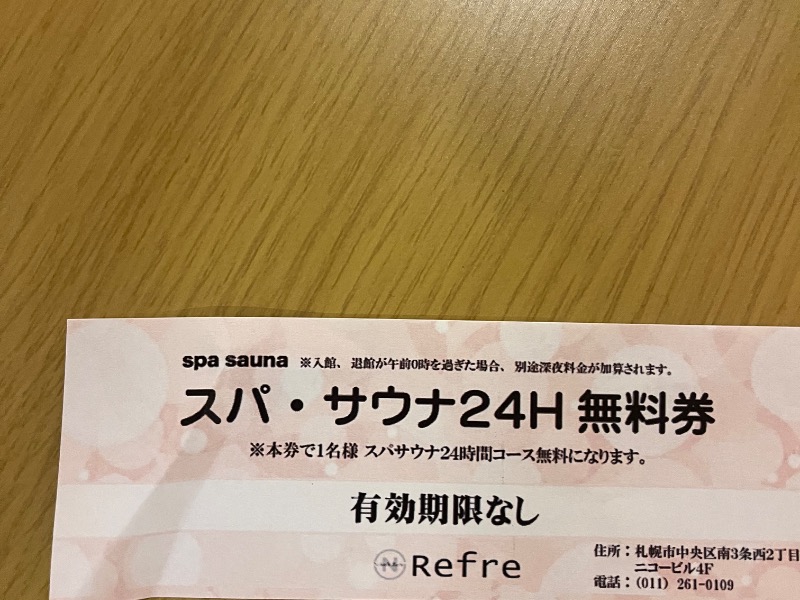 spa sauna ※入館、退館が午前0時を過ぎた場合、別途深夜料金が加算されます。
スパ・サウナ24H 無料券
※本券で1名様 スパサウナ24時間コース無料になります。
有効期限なし
Refre
住所：札幌市中央区南3条西2丁目
ニコービル4F
電話：（011）261-0109